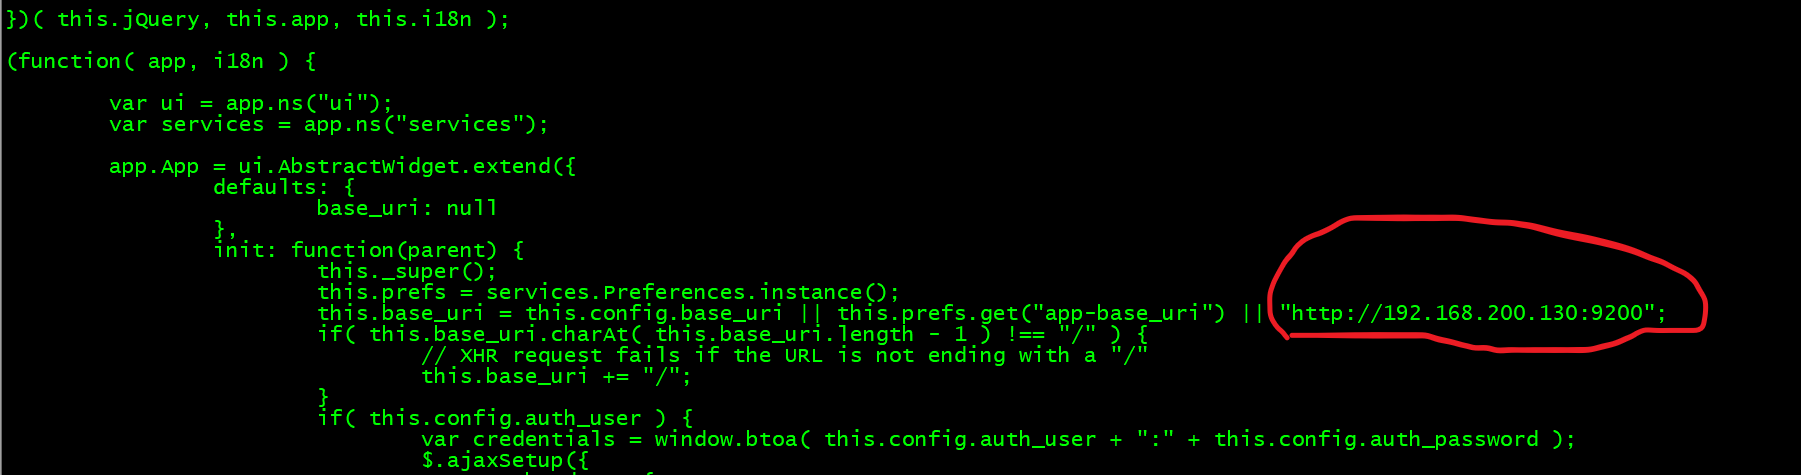 })( this.jQuery, this.app, this.i18n );
(function( app, i18n ) {
var ui = app.ns("ui");
var services = app.ns("services");
app.App = ui.AbstractWidget.extend({
defaults: {
base_uri: null
},
init: function(parent) {
this._super();
this.prefs = services.Preferences.instance();
this.base_uri = this.config.base_uri || this.prefs.get("app-base_uri") || "http://192.168.200.130:9200";
if( this.base_uri.charAt( this.base_uri.length - 1 ) !== "/" ) {
// XHR request fails if the URL is not ending with a "/"
this.base_uri += "/";
}
if( this.config.auth_user ) {
var credentials = window.btoa( this.config.auth_user + ":" + this.config.auth_password );
$.ajaxSetup({